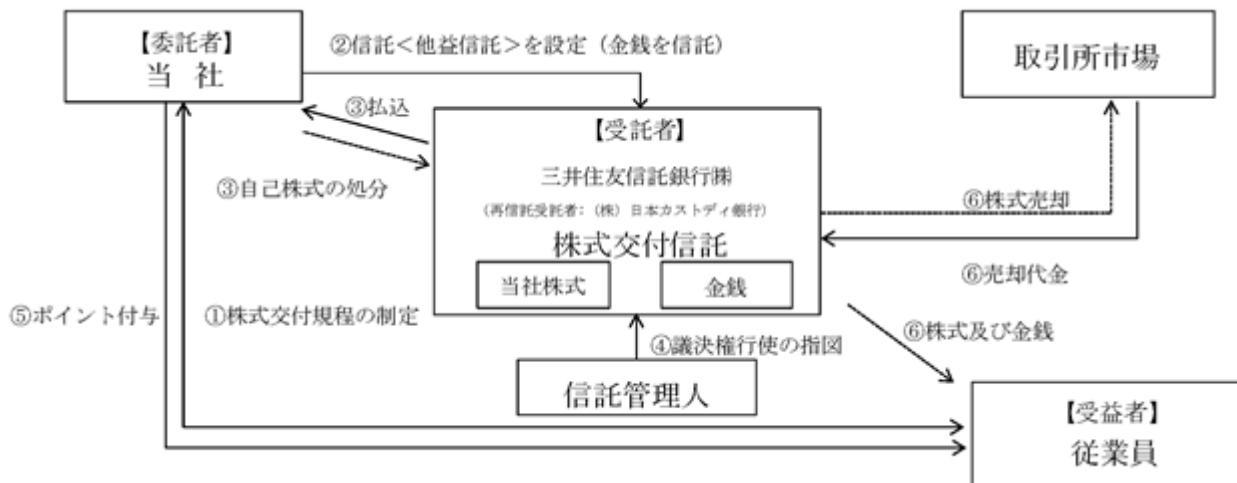 【委託者】
当 社
②信託＜他益信託＞を設定（金銭を信託）
取引所市場
③払込
【受託者】
三井住友信託銀行㈱
（再信託受託者：（株）日本カストディ銀行）
株式交付信託
当社株式
金銭
③自己株式の処分
⑥株式売却
⑥売却代金
⑤ポイント付与
①株式交付規程の制定
④議決権行使の指図
⑥株式及び金銭
信託管理人
【受益者】
従業員